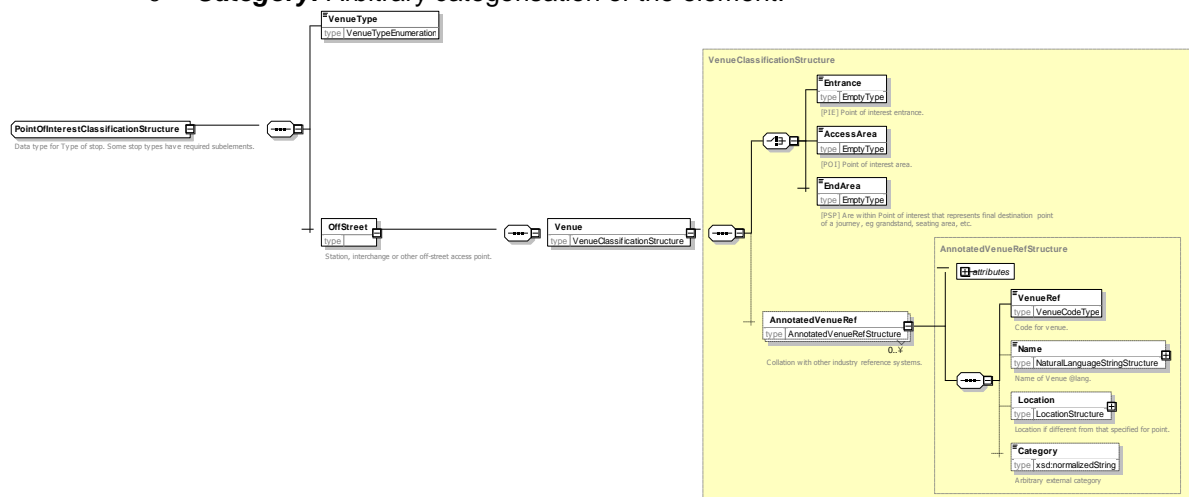 Category: Arbitrary categorisation of the element.
VenueType
type VenueTypeEnumeration
VenueClassificationStructure
Entrance
type EmptyType
[PIE] Point of interest entrance.
PointOfInterestClassificationStructure
Data type for Type of stop. Some stop types have required subelements.
AccessArea
type EmptyType
[POI] Point of interest area.
EndArea
type EmptyType
[PSP] Are within Point of interest that represents final destination point
of a journey, eg grandstand, seating area, etc.
OffStreet
type
Station, interchange or other off-street access point.
Venue
type VenueClassificationStructure
AnnotatedVenueRefStructure
attributes
VenueRef
type VenueCodeType
Code for venue.
AnnotatedVenueRef
type AnnotatedVenueRefStructure
0..¥
Collation with other industry reference systems.
Name
type NaturalLanguageStringStructure
Name of Venue @lang.
Location
type LocationStructure
Location if different from that specified for point.
Category
type xsd:normalizedString
Arbitrary external category